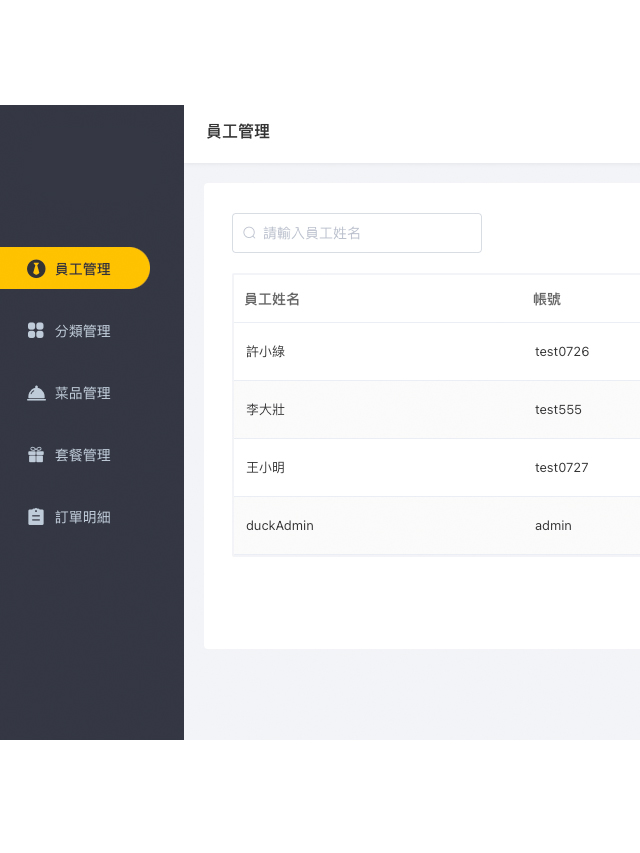 員工管理
員工管理
分類管理
菜品管理
套餐管理
訂單明細
請輸入員工姓名
員工姓名 帳號
許小綠 test0726
李大壯 test555
王小明 test0727
duckAdmin admin